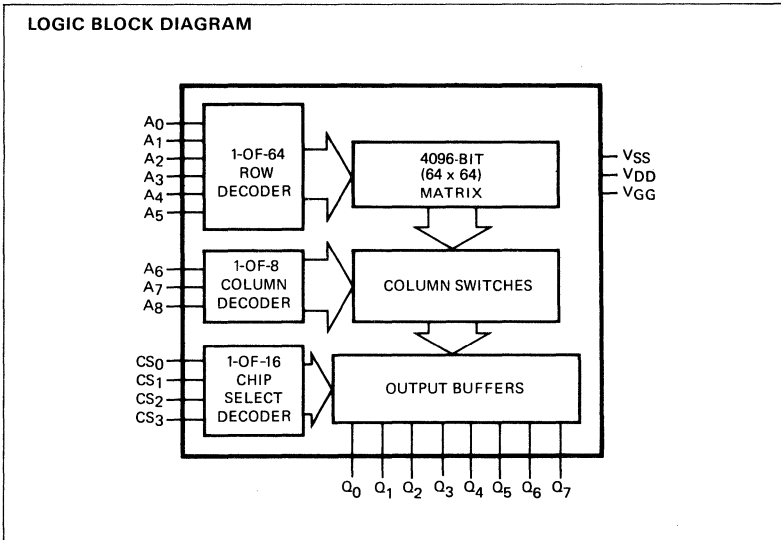 LOGIC BLOCK DIAGRAM
A0
A1
A2
A3
A4
A5
1-OF-64
ROW
DECODER
4096-BIT
(64 x 64)
MATRIX
VSS
VDD
VGG
A6
A7
A8
1-OF-8
COLUMN
DECODER
COLUMN SWITCHES
CS0
CS1
CS2
CS3
1-OF-16
CHIP
SELECT
DECODER
OUTPUT BUFFERS
Q0 Q1 Q2 Q3 Q4 Q5 Q6 Q7